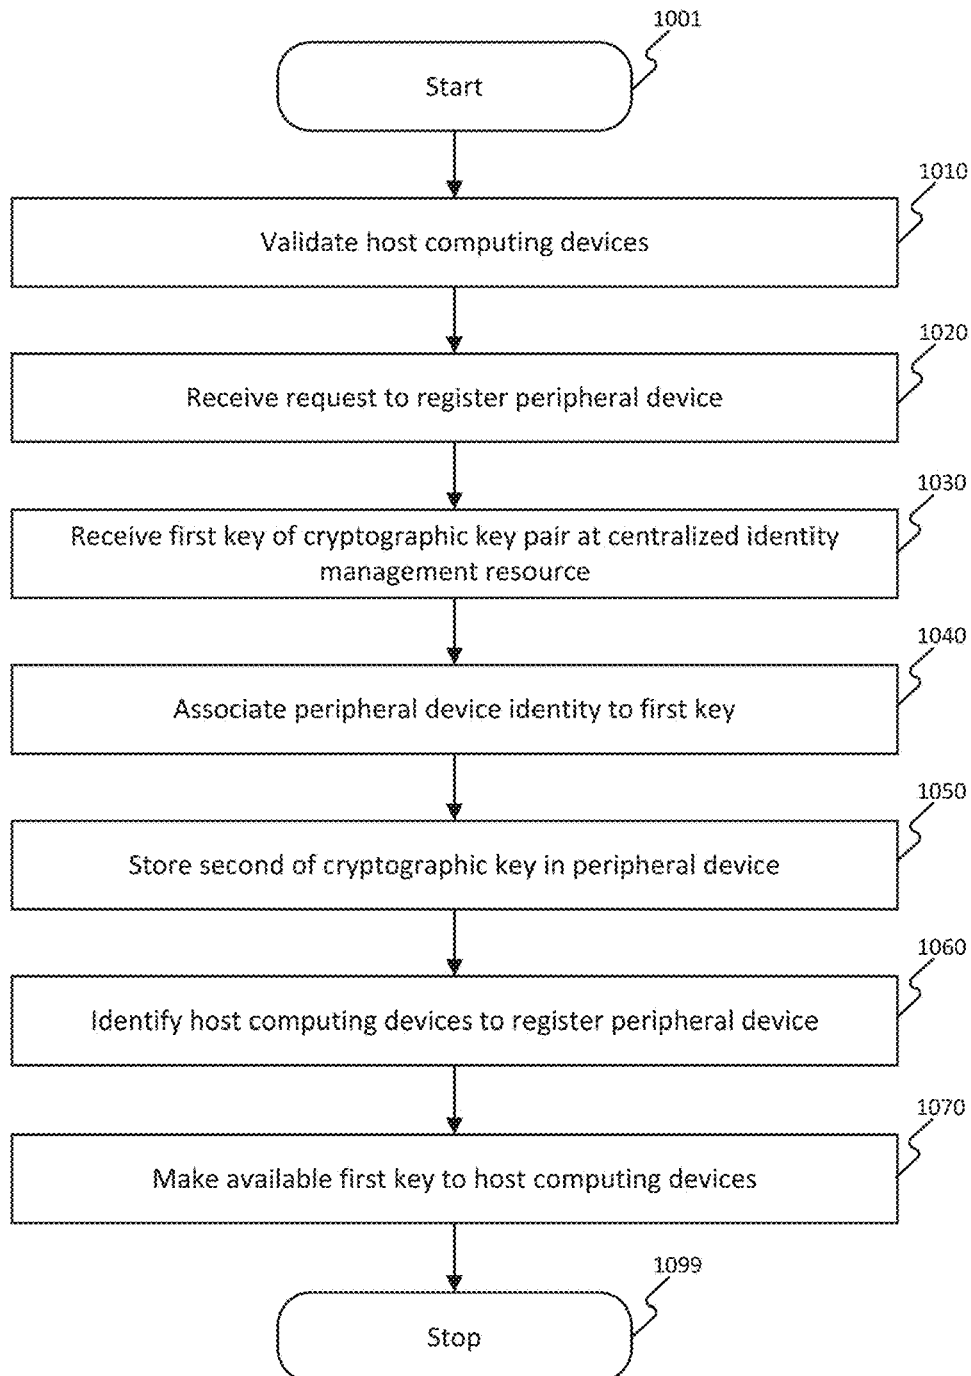 1001
Start
1010
Validate host computing devices
1020
Receive request to register peripheral device
1030
Receive first key of cryptographic key pair at centralized identity
management resource
1040
Associate peripheral device identity to first key
1050
Store second of cryptographic key in peripheral device
1060
Identify host computing devices to register peripheral device
1070
Make available first key to host computing devices
1099
Stop